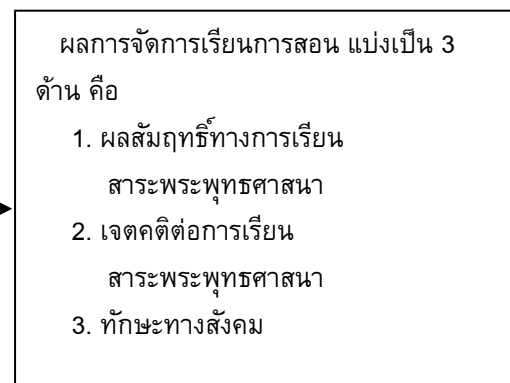 ผลการจัดการเรียนการสอน แบ่งเป็น 3
ด้าน คือ
1. ผลสัมฤทธิ์ทางการเรียน
สาระพระพุทธศาสนา
2. เจตคติต่อการเรียน
สาระพระพุทธศาสนา
3. ทักษะทางสังคม